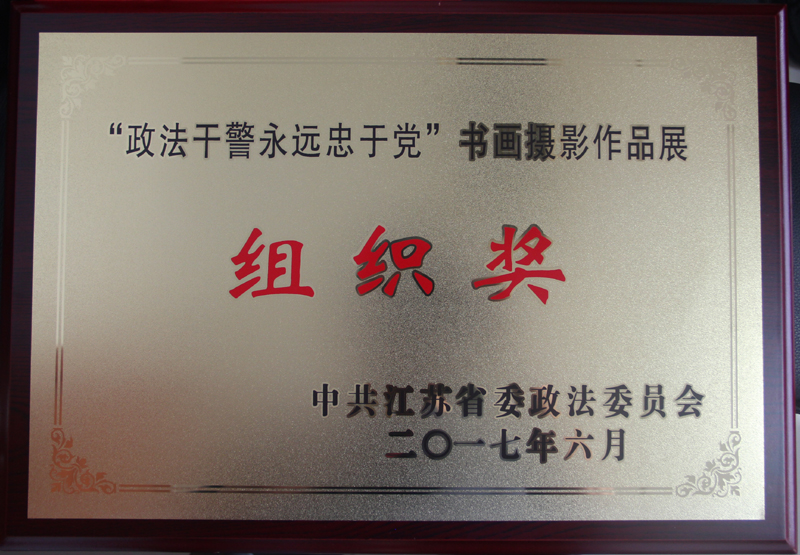 “政法干警永远忠于党”书画摄影作品展
组织奖
中共江苏省委政法委员会
二〇一七年六月